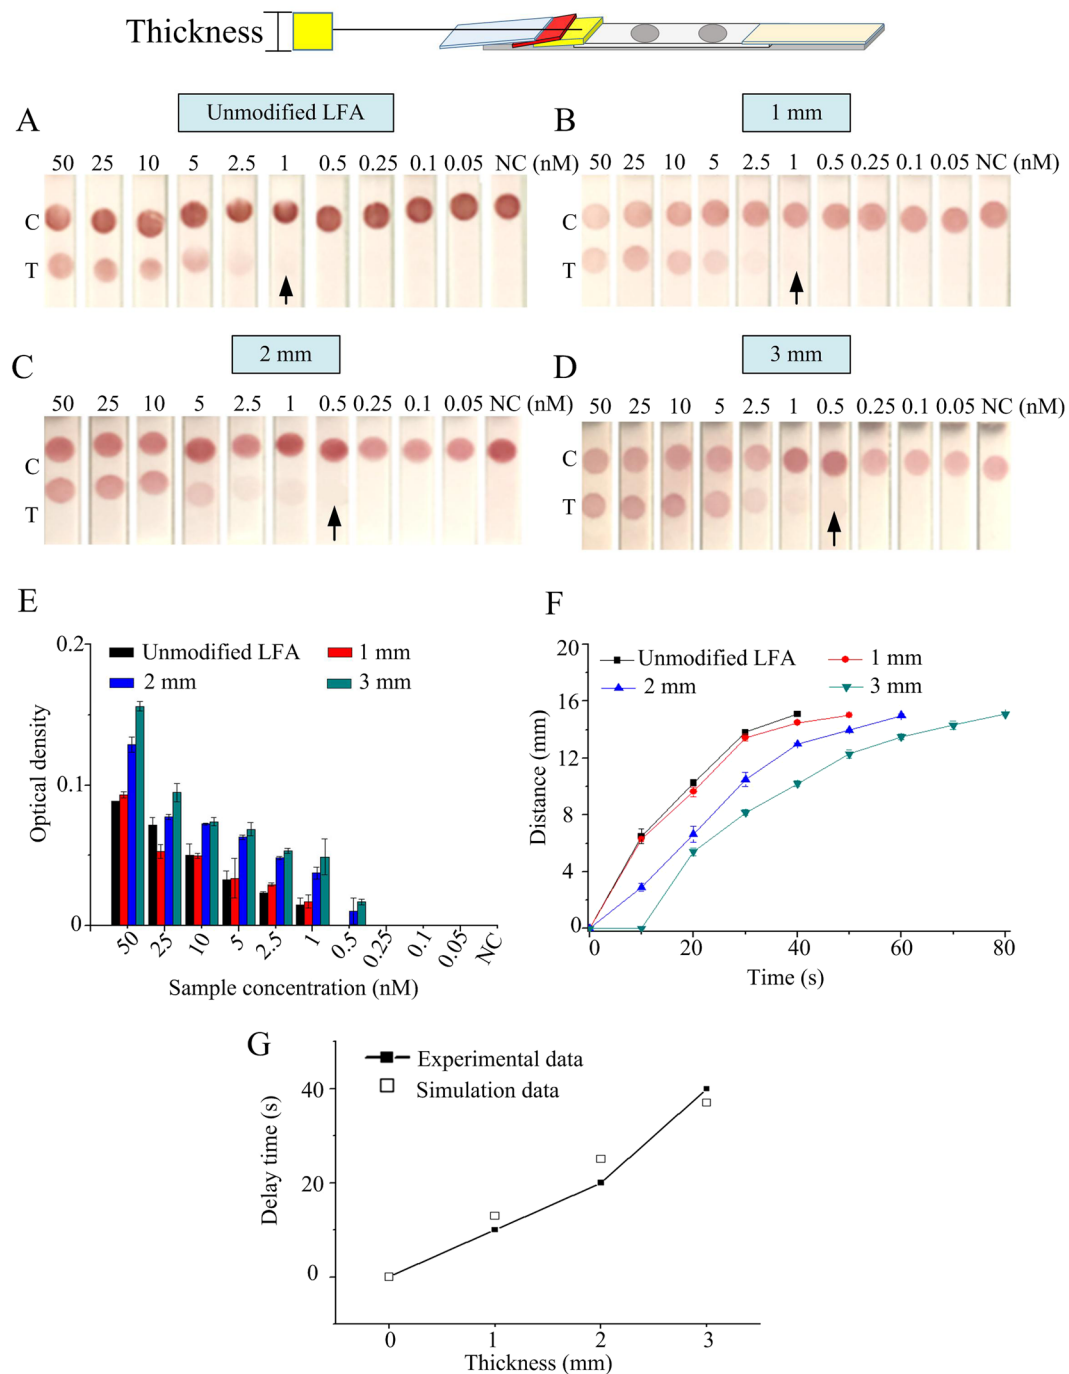 Thickness
A
Unmodified LFA
50 25 10 5 2.5 1 0.5 0.25 0.1 0.05 NC (nM)
C
T
B
1 mm
50 25 10 5 2.5 1 0.5 0.25 0.1 0.05 NC (nM)
C
T
C
2 mm
50 25 10 5 2.5 1 0.5 0.25 0.1 0.05 NC (nM)
C
T
D
3 mm
50 25 10 5 2.5 1 0.5 0.25 0.1 0.05 NC (nM)
C
T
E
0.2
0.1
0
Optical density
Unmodified LFA
1 mm
2 mm
3 mm
50 25 10 5 2.5 1 0.5 0.25 0.1 0.05 NC
Sample concentration (nM)
F
20
16
12
8
4
0
Distance (mm)
Unmodified LFA
1 mm
2 mm
3 mm
0 20 40 60 80
Time (s)
G
Experimental data
Simulation data
40
20
0
Delay time (s)
0 1 2 3
Thickness (mm)